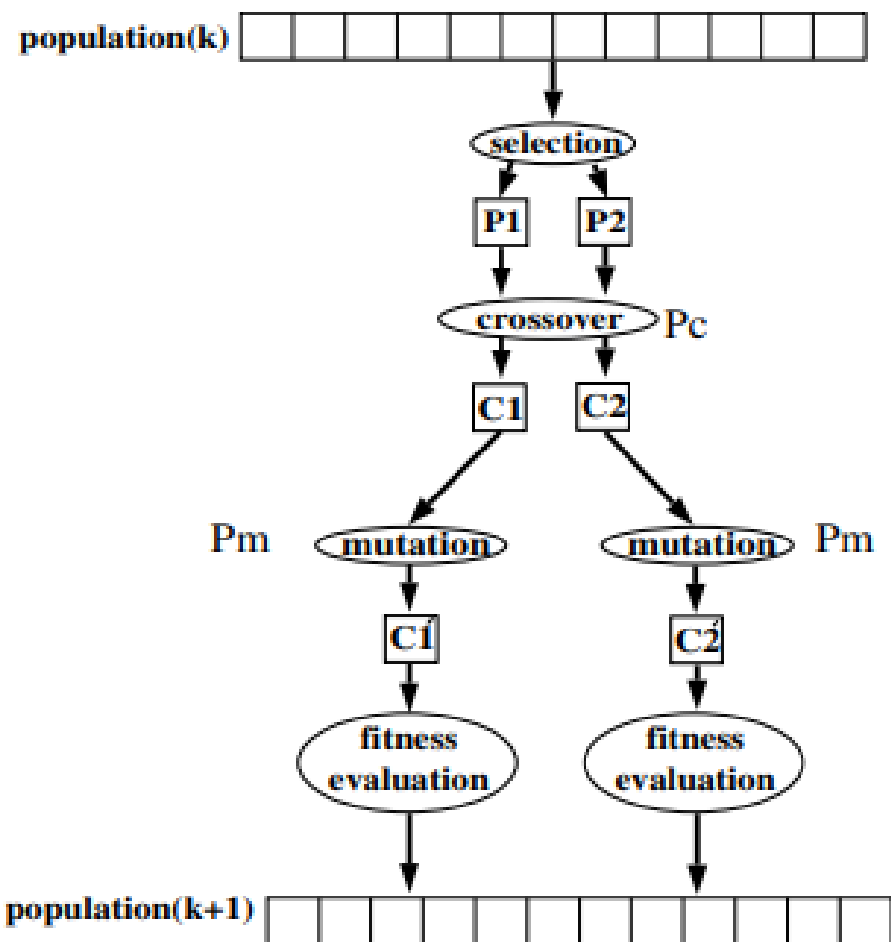 population(k)
selection
P1 P2
crossover Pc
C1 C2
Pm mutation mutation Pm
C1́ C2́
fitness fitness
evaluation evaluation
population(k+1)